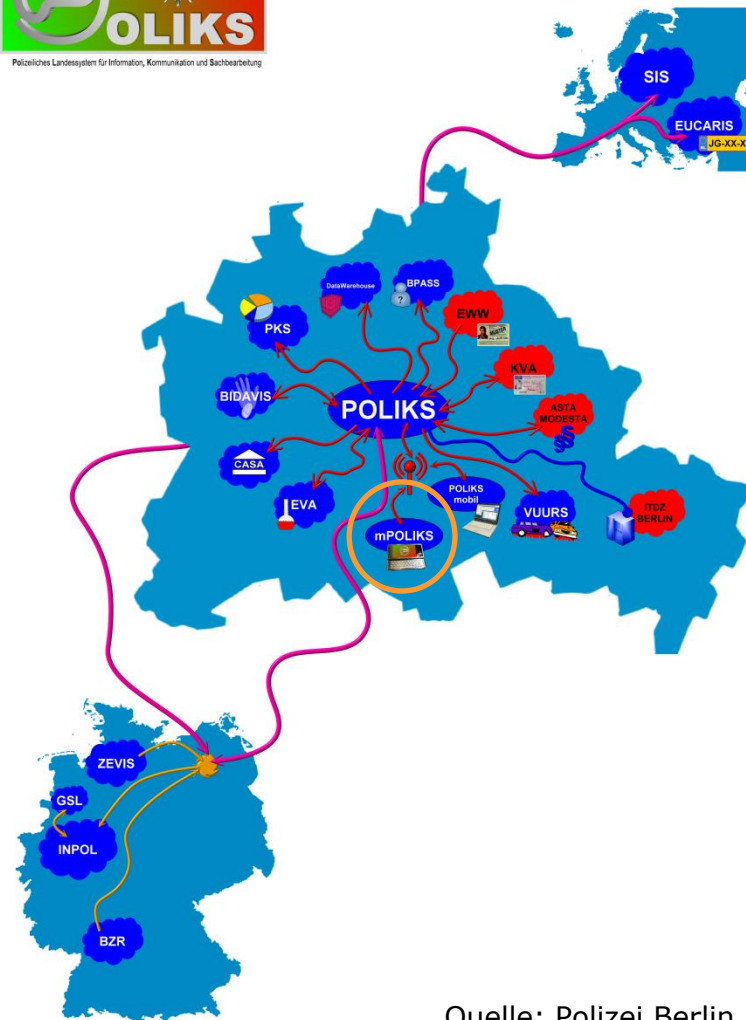 OLIKS
Polizeiliches Landessystem für Information, Kommunikation und Sachbearbeitung
SIS
EUCARIS
JG-XX-X
DataWarehouse
BPASS
?
EWW
MUSTER
PKS
KVA
BIDAVIS
POLIKS
ASTA
MODESTA
§
CASA
EVA
POLIKS
mobil
VUURS
ITDZ
BERLIN
mPOLIKS
ZEVIS
GSL
INPOL
BZR
Quelle: Polizei Berlin